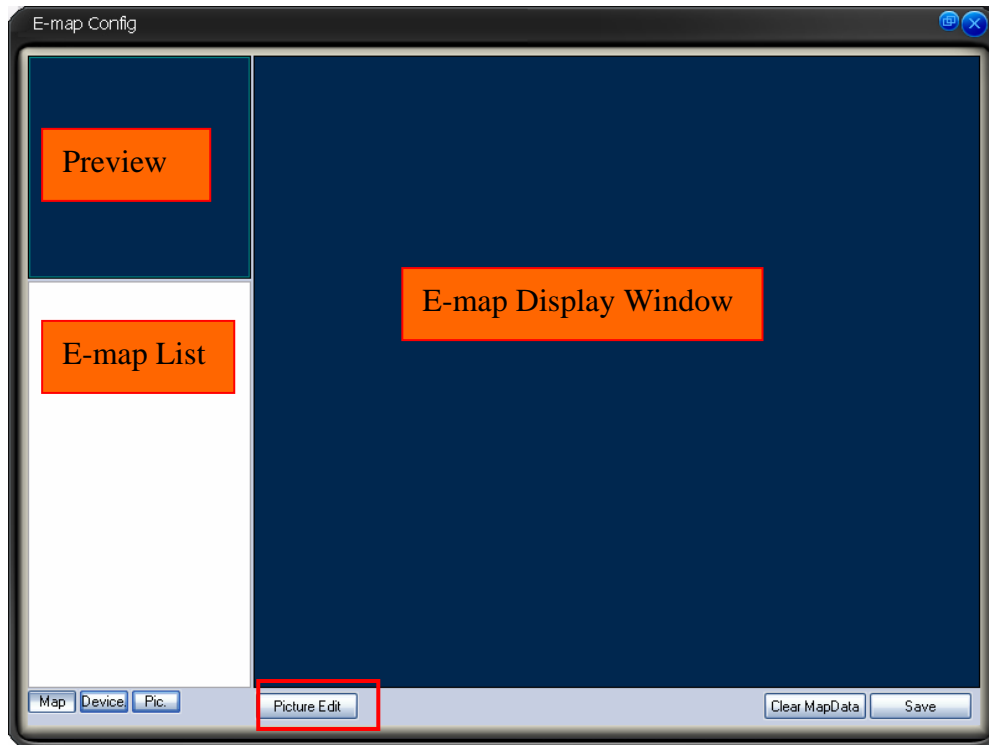 E-map Config
Preview
E-map Display Window
E-map List
Map Device Pic. Picture Edit Clear MapData Save